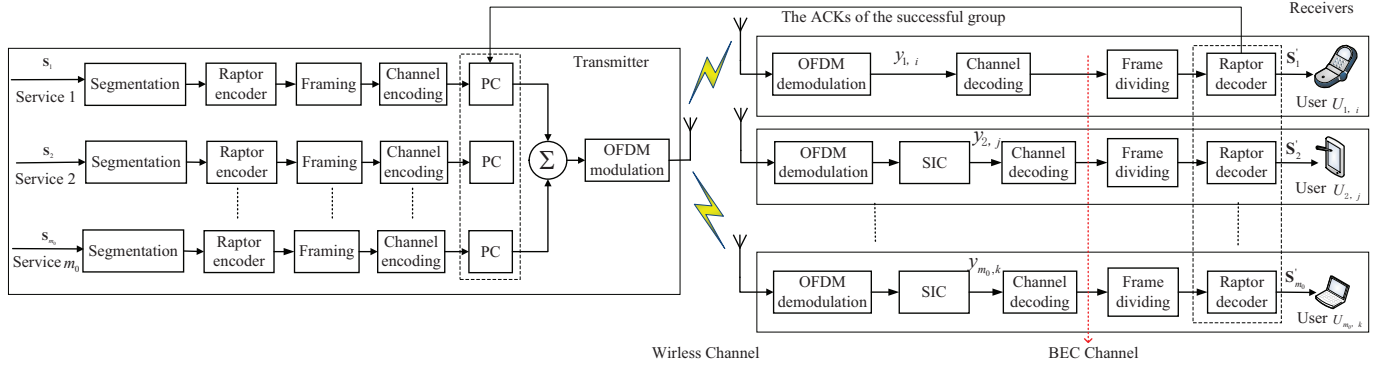 The ACKs of the successful group
Receivers
Transmitter
S₁
Service 1
Segmentation
Raptor
encoder
Framing
Channel
encoding
PC
S₂
Service 2
Segmentation
Raptor
encoder
Framing
Channel
encoding
PC
Sₘ₀
Service m₀
Segmentation
Raptor
encoder
Framing
Channel
encoding
PC
Σ
OFDM
modulation
OFDM
demodulation
y₁, ᵢ
Channel
decoding
Frame
dividing
Raptor
decoder
S'₁
User U₁, ᵢ
OFDM
demodulation
SIC
y₂, ⱼ
Channel
decoding
Frame
dividing
Raptor
decoder
S'₂
User U₂, ⱼ
OFDM
demodulation
SIC
yₘ₀,ₖ
Channel
decoding
Frame
dividing
Raptor
decoder
S'ₘ₀
User Uₘ₀, ₖ
Wirless Channel
BEC Channel